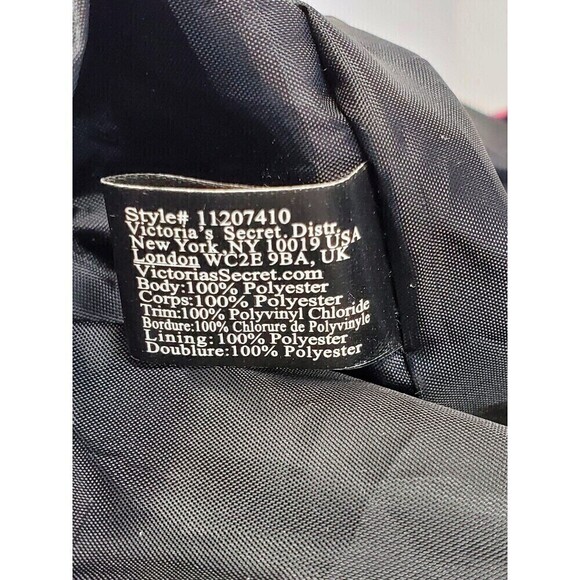 Style# 11207410
Victoria's Secret. Distr.
New York, NY 10019 USA
London WC2E 9BA, UK
VictoriasSecret.com
Body:100% Polyester
Corps:100% Polyester
Trim:100% Polyvinyl Chloride
Bordure:100% Chlorure de Polyvinyle
Lining: 100% Polyester
Doublure:100% Polyester